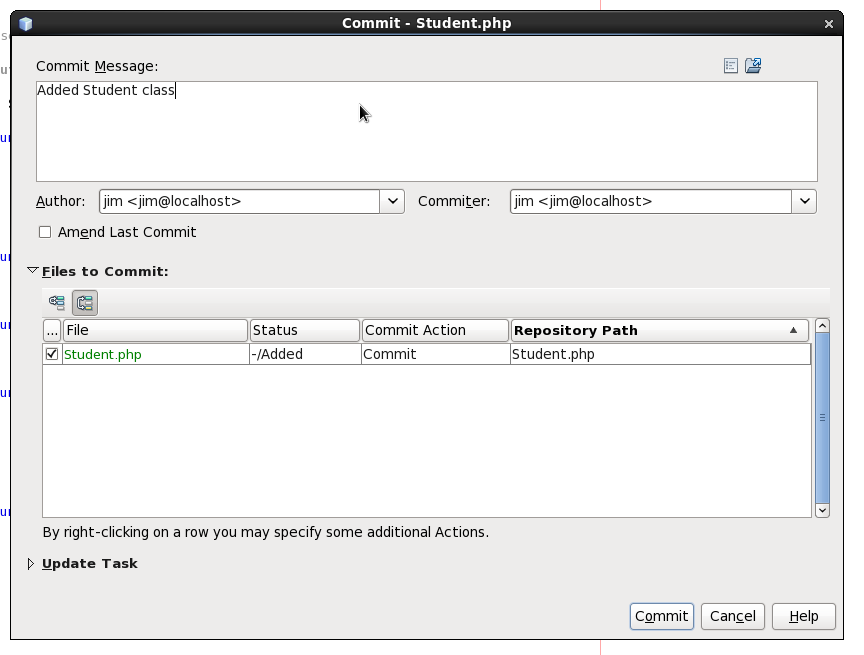 Commit - Student.php
Commit Message:
Added Student class
Author: jim <jim@localhost> Commiter: jim <jim@localhost>
Amend Last Commit
Files to Commit:
... File Status Commit Action Repository Path
Student.php -/Added Commit Student.php
By right-clicking on a row you may specify some additional Actions.
Update Task
Commit Cancel Help